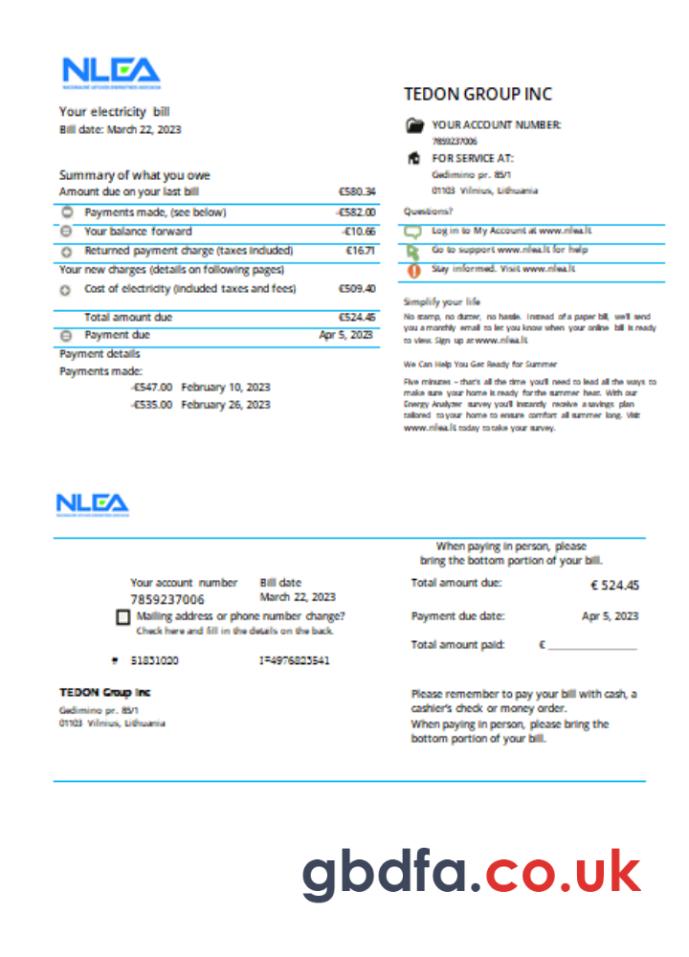 NLEA
Your electricity bill
Bill date: March 22, 2023
Summary of what you owe
Amount due on your last bill €580.34
Payments made, (see below) -€582.00
Your balance forward -€10.66
Returned payment charge (taxes included) €16.71
Your new charges (details on following pages)
Cost of electricity (included taxes and fees) €509.40
Total amount due €524.45
Payment due Apr 5, 2023
Payment details
Payments made:
-€547.00 February 10, 2023
-€535.00 February 26, 2023
TEDON GROUP INC
YOUR ACCOUNT NUMBER:
7859237006
FOR SERVICE AT:
Gedimino pr. 85/1
01103 Vilnius, Lithuania
Questions?
Log in to My Account at www.nlea.lt
Go to support www.nlea.lt for help
Stay informed. Visit www.nlea.lt
Simplify your life
No stamp, no clutter, no hassle. Instead of a paper bill, we'll send
you a monthly email to let you know when your online bill is ready
to view. Sign up at www.nlea.lt
We Can Help You Get Ready for Summer
Five minutes – that's all the time you'll need to lead all the ways to
make sure your home is ready for the summer heat. With our
Energy Analyzer survey you'll instantly receive a savings plan
tailored to your home to ensure comfort all summer long. Visit
www.nlea.lt today to take your survey.
NLEA
When paying in person, please
bring the bottom portion of your bill.
Your account number Bill date
7859237006 March 22, 2023
Mailing address or phone number change?
Check here and fill in the details on the back.
51831020 1=4976823541
TEDON Group Inc
Gedimino pr. 85/1
01103 Vilnius, Lithuania
Total amount due: € 524.45
Payment due date: Apr 5, 2023
Total amount paid: €
Please remember to pay your bill with cash, a
cashier's check or money order.
When paying in person, please bring the
bottom portion of your bill.
gbdfa.co.uk